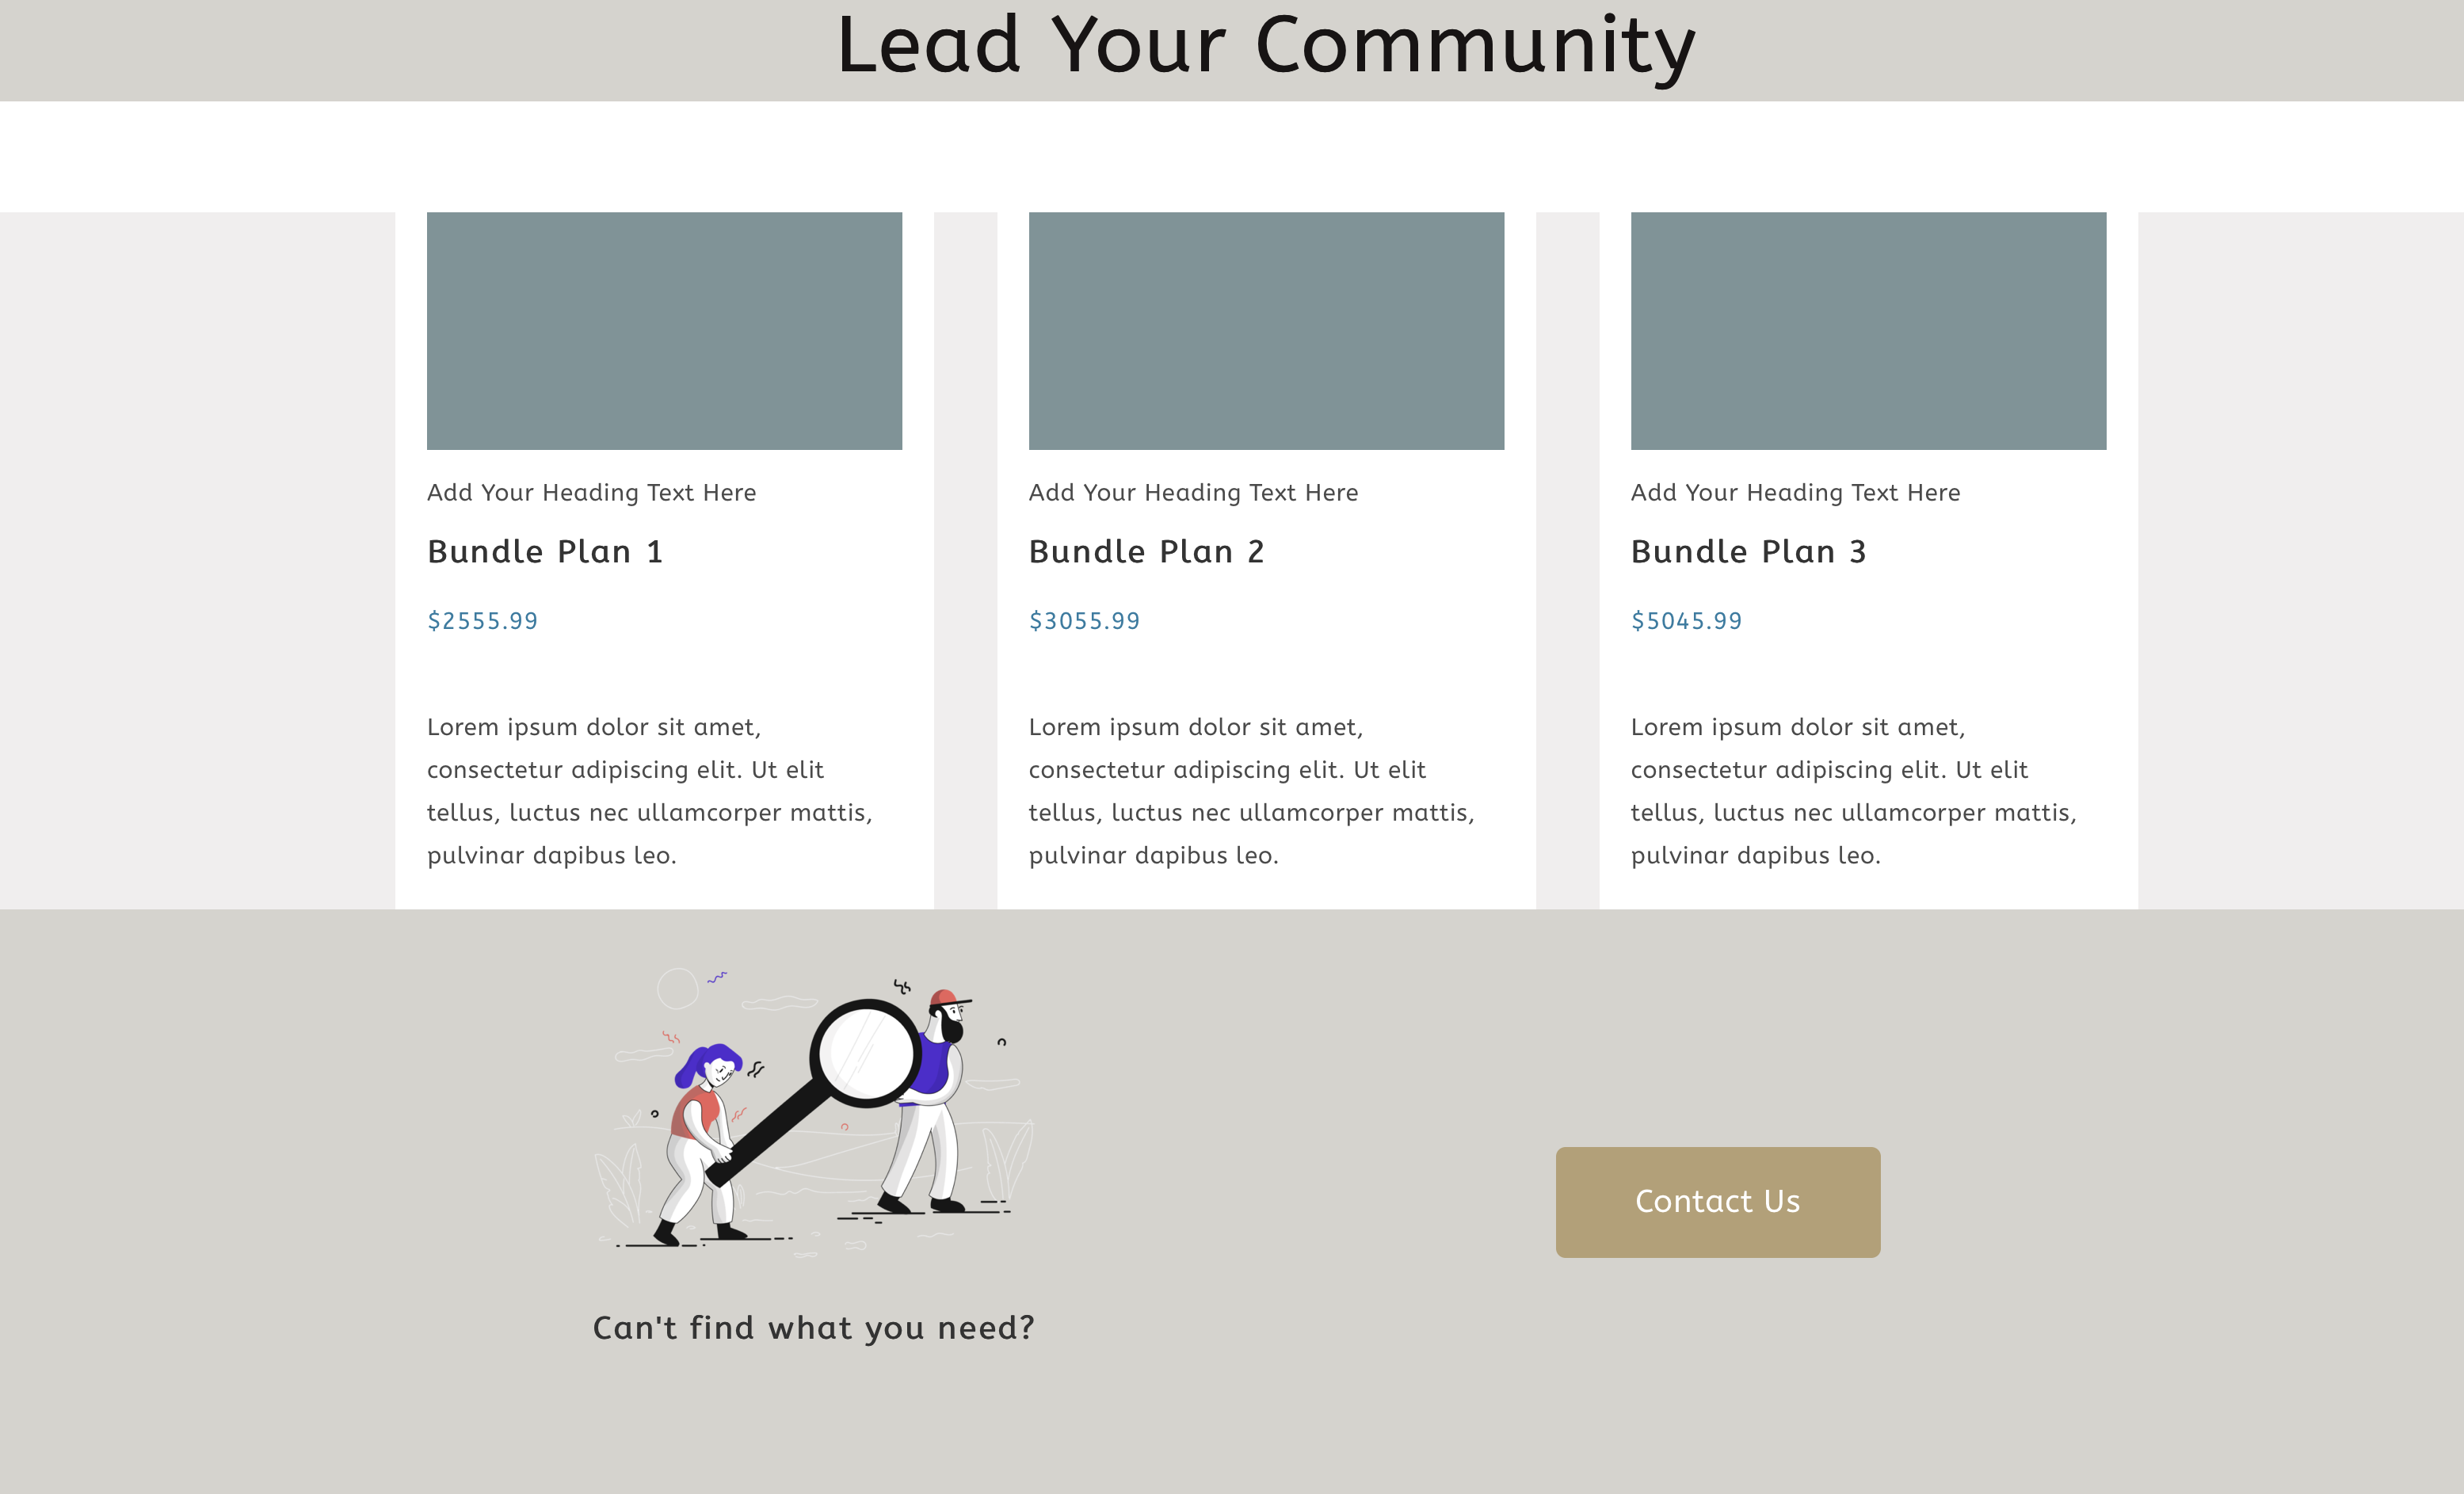 Lead Your Community
Add Your Heading Text Here
Bundle Plan 1
$2555.99
Lorem ipsum dolor sit amet,
consectetur adipiscing elit. Ut elit
tellus, luctus nec ullamcorper mattis,
pulvinar dapibus leo.
Add Your Heading Text Here
Bundle Plan 2
$3055.99
Lorem ipsum dolor sit amet,
consectetur adipiscing elit. Ut elit
tellus, luctus nec ullamcorper mattis,
pulvinar dapibus leo.
Add Your Heading Text Here
Bundle Plan 3
$5045.99
Lorem ipsum dolor sit amet,
consectetur adipiscing elit. Ut elit
tellus, luctus nec ullamcorper mattis,
pulvinar dapibus leo.
Can't find what you need?
Contact Us